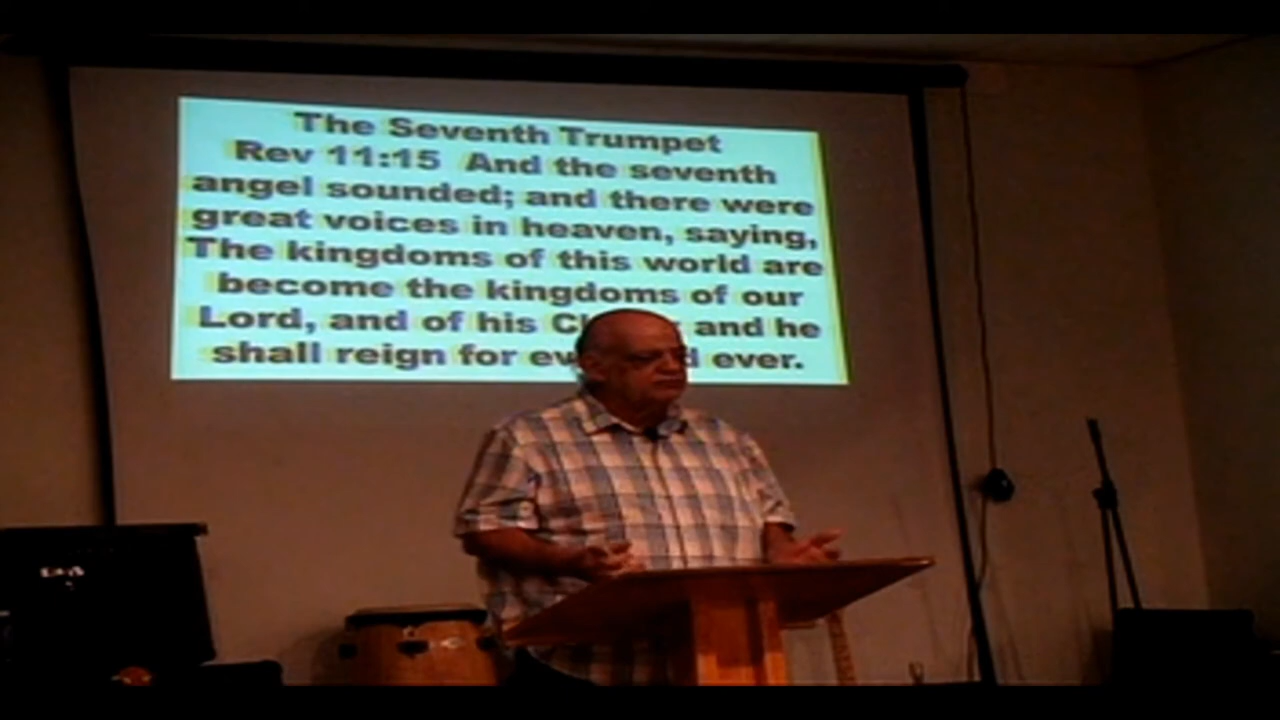 The Seventh Trumpet
Rev 11:15 And the seventh
angel sounded; and there were
great voices in heaven, saying,
The kingdoms of this world are
become the kingdoms of our
Lord, and of his and he
shall reign for ever.